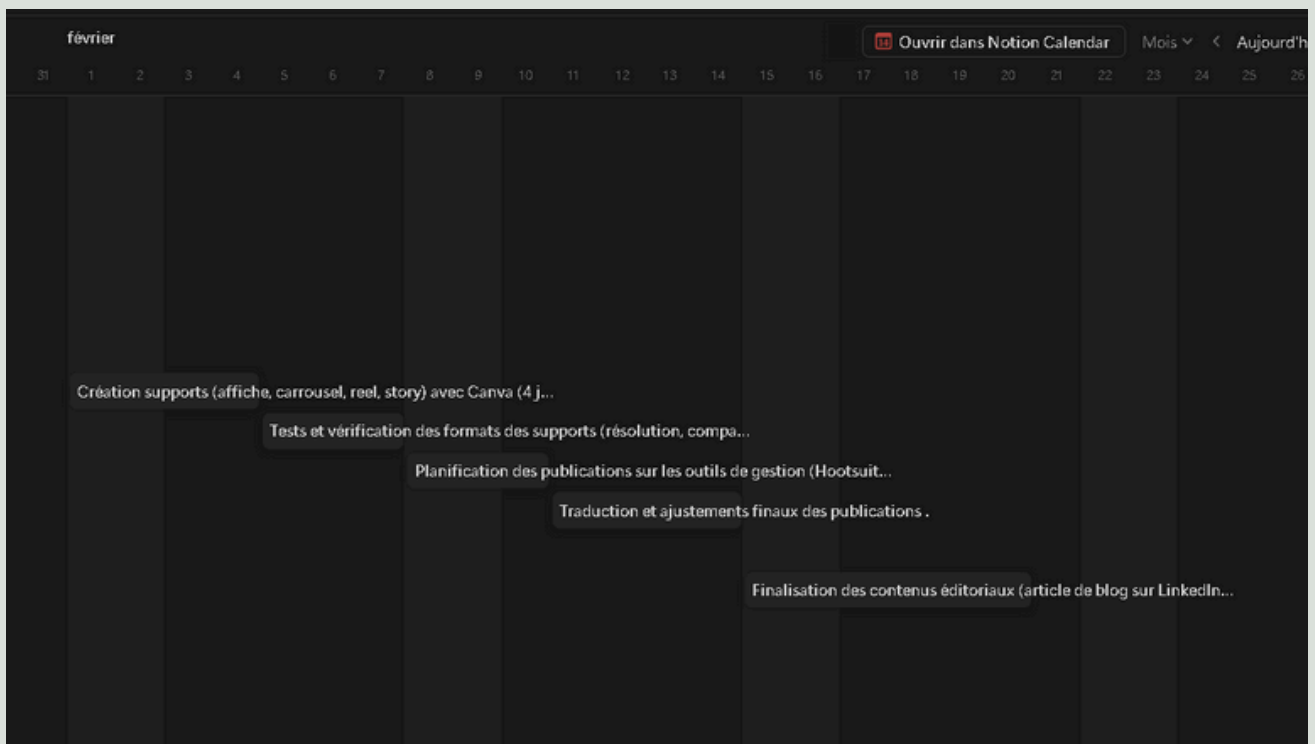 février
14 Ouvrir dans Notion Calendar Mois < Aujourd'h
31 1 2 3 4 5 6 7 8 9 10 11 12 13 14 15 16 17 18 19 20 21 22 23 24 25 26
Création supports (affiche, carrousel, reel, story) avec Canva (4 j...
Tests et vérification des formats des supports (résolution, compa...
Planification des publications sur les outils de gestion (Hootsuit...
Traduction et ajustements finaux des publications .
Finalisation des contenus éditoriaux (article de blog sur LinkedIn...